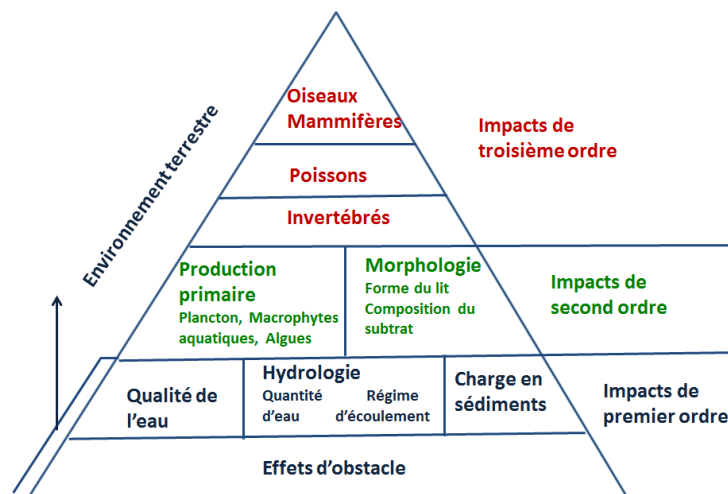 Oiseaux
Mammifères
Impacts de
troisième ordre
Environnement terrestre
Poissons
Invertébrés
Production
primaire
Plancton, Macrophytes
aquatiques, Algues
Morphologie
Forme du lit
Composition du
subtrat
Impacts de
second ordre
Qualité de
l'eau
Hydrologie
Quantité Régime
d'eau d'écoulement
Charge en
sédiments
Impacts de
premier ordre
Effets d'obstacle